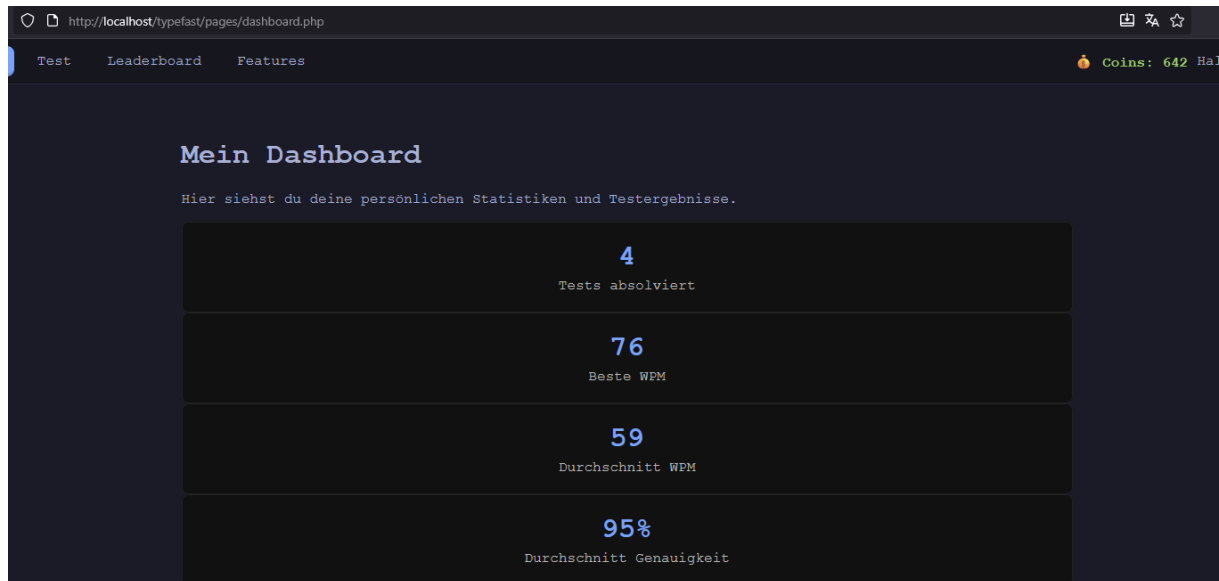 http://localhost/typefast/pages/dashboard.php
Test Leaderboard Features Coins: 642
Mein Dashboard
Hier siehst du deine persönlichen Statistiken und Testergebnisse.
4
Tests absolviert
76
Beste WPM
59
Durchschnitt WPM
95%
Durchschnitt Genauigkeit